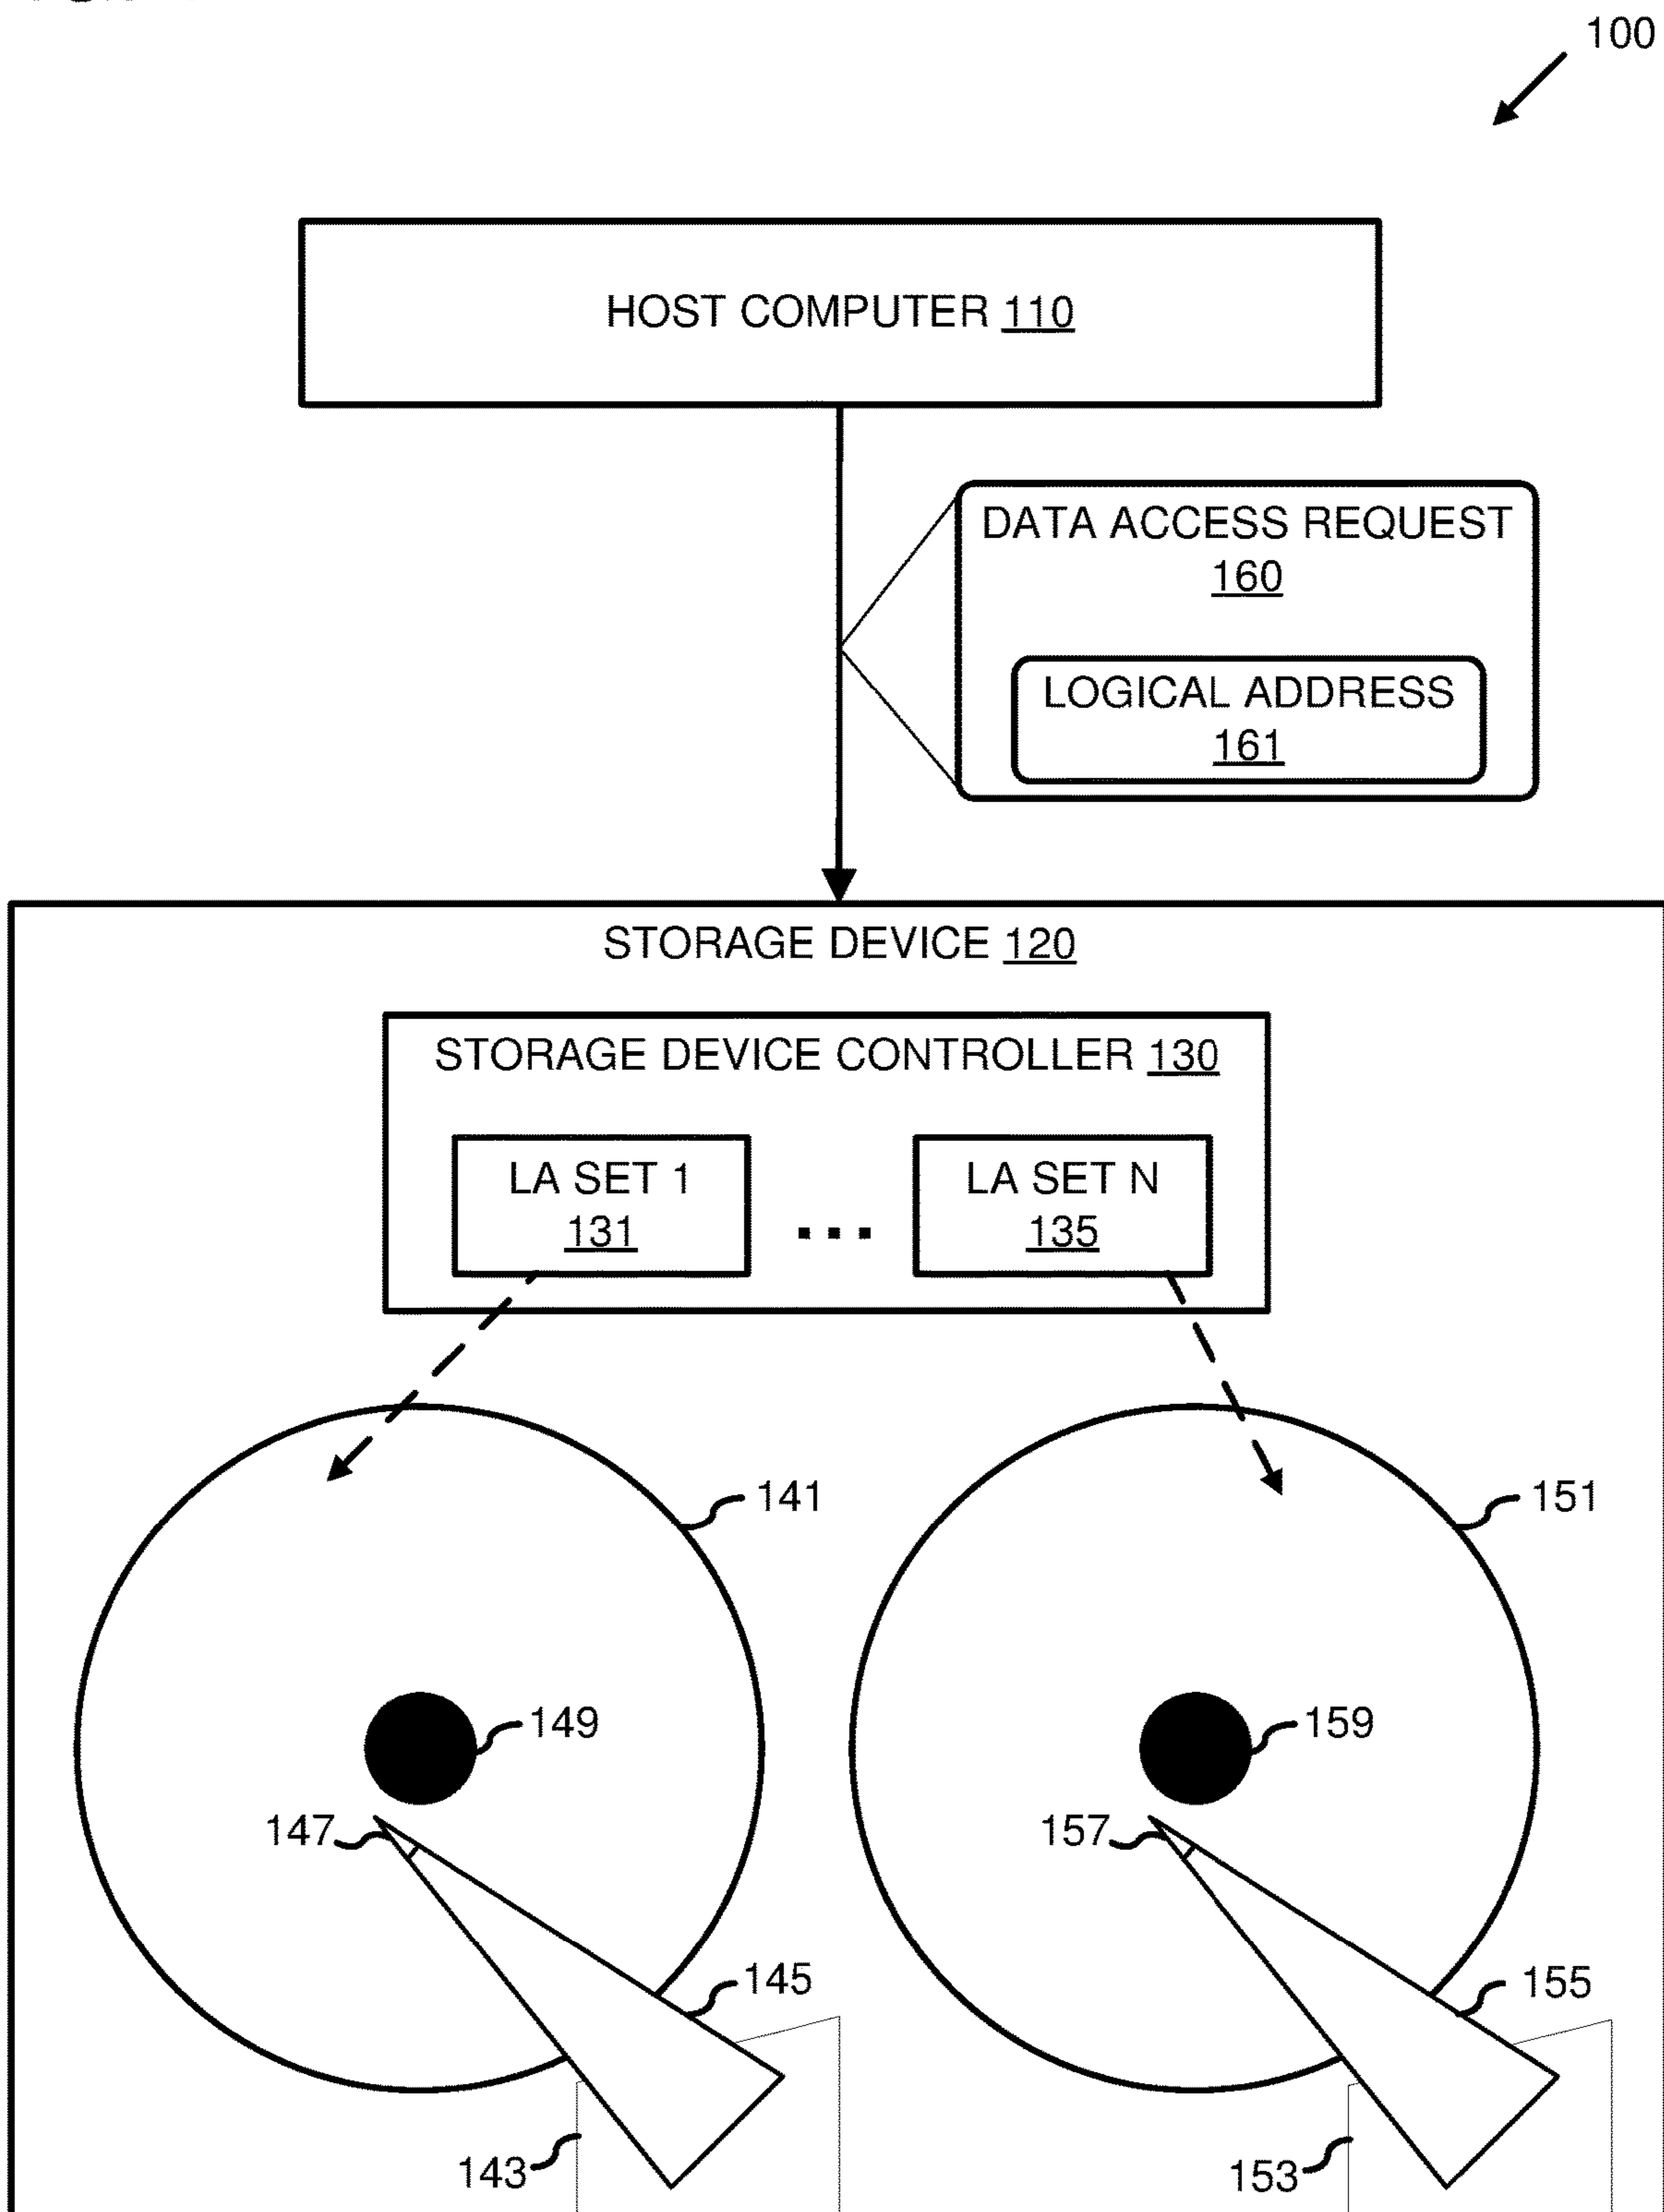 100
HOST COMPUTER 110
DATA ACCESS REQUEST
160
LOGICAL ADDRESS
161
STORAGE DEVICE 120
STORAGE DEVICE CONTROLLER 130
LA SET 1
131
...
LA SET N
135
141
151
149
159
147
157
145
155
143
153